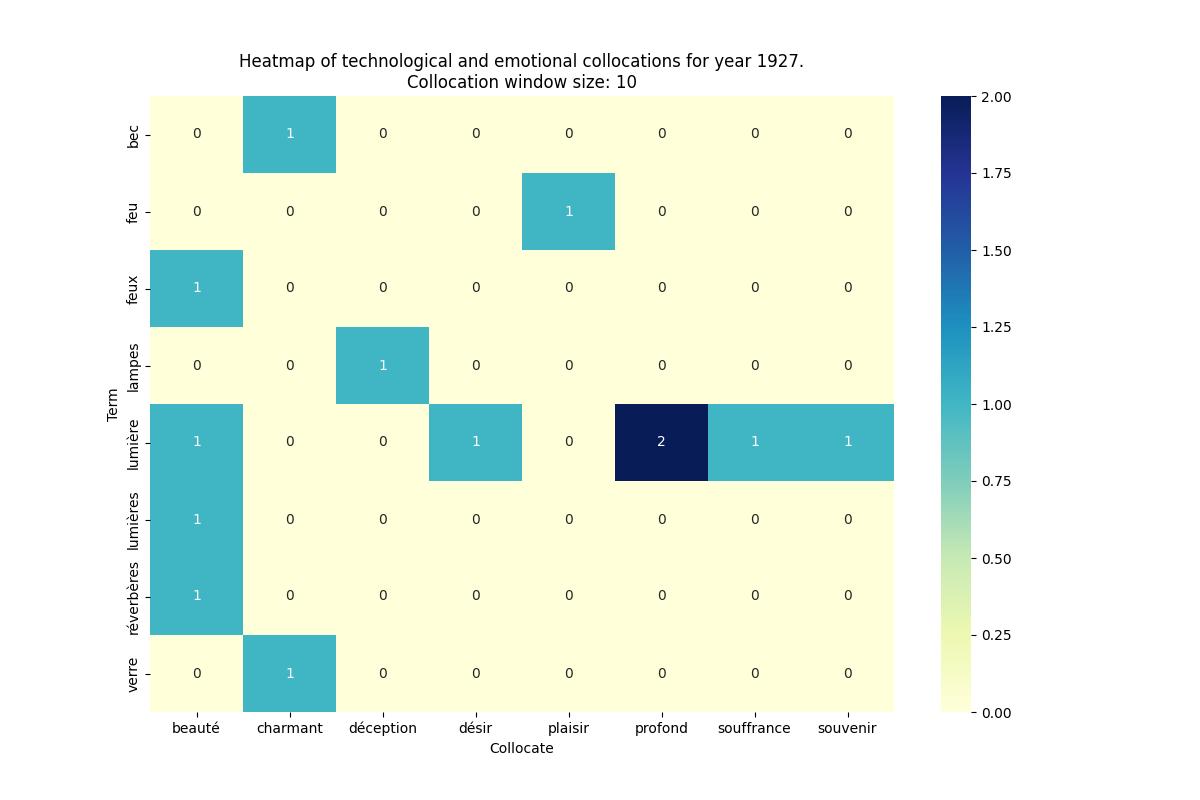 Heatmap of technological and emotional collocations for year 1927.
Collocation window size: 10
Term
bec 0 1 0 0 0 0 0 0
feu 0 0 0 0 1 0 0 0
feux 1 0 0 0 0 0 0 0
lampes 0 0 1 0 0 0 0 0
lumière 1 0 0 1 0 2 1 1
lumières 1 0 0 0 0 0 0 0
réverbères 1 0 0 0 0 0 0 0
verre 0 1 0 0 0 0 0 0
beauté charmant déception désir plaisir profond souffrance souvenir
Collocate
2.00
1.75
1.50
1.25
1.00
0.75
0.50
0.25
0.00